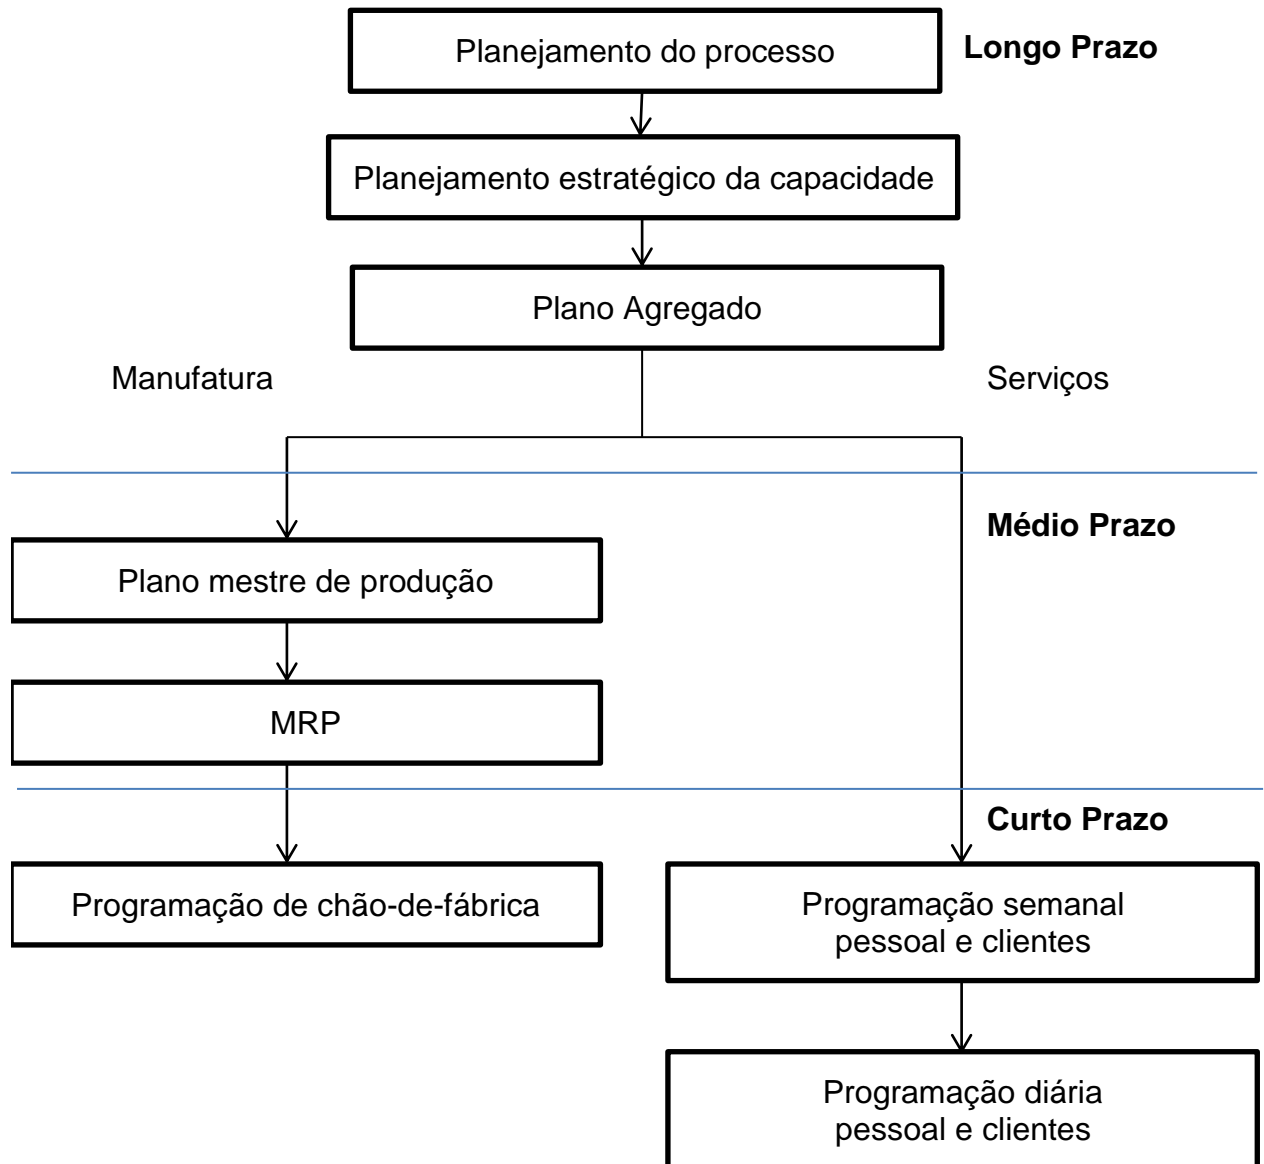 Planejamento do processo
Longo Prazo
Planejamento estratégico da capacidade
Plano Agregado
Manufatura
Serviços
Médio Prazo
Plano mestre de produção
MRP
Curto Prazo
Programação de chão-de-fábrica
Programação semanal
pessoal e clientes
Programação diária
pessoal e clientes